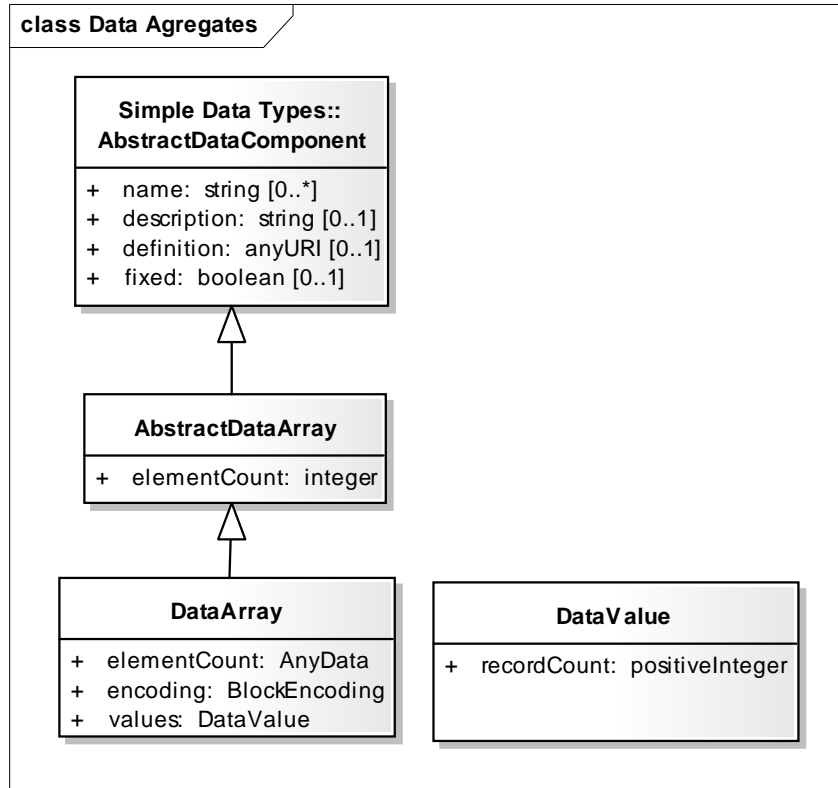 class Data Agregates
Simple Data Types::
AbstractDataComponent
+ name: string [0..*]
+ description: string [0..1]
+ definition: anyURI [0..1]
+ fixed: boolean [0..1]
AbstractDataArray
+ elementCount: integer
DataArray
+ elementCount: AnyData
+ encoding: BlockEncoding
+ values: DataValue
DataValue
+ recordCount: positiveInteger